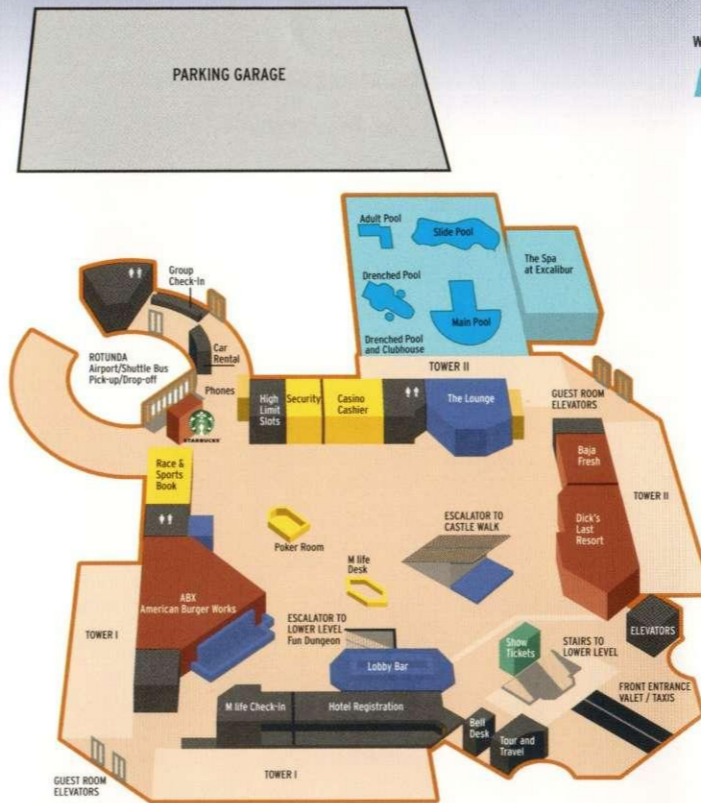 PARKING GARAGE
W
Adult Pool
Slide Pool
The Spa
at Excalibur
Drenched Pool
Main Pool
Drenched Pool
and Clubhouse
Group
Check-In
Car
Rental
ROTUNDA
Airport/Shuttle Bus
Pick-up/Drop-off
Phones
STARBUCKS
TOWER II
High
Limit
Slots
Security
Casino
Cashier
The Lounge
GUEST ROOM
ELEVATORS
Baja
Fresh
TOWER II
Race &
Sports
Book
Dick's
Last
Resort
ESCALATOR TO
CASTLE WALK
Poker Room
M life
Desk
ABX
American Burger Works
TOWER I
ESCALATOR TO
LOWER LEVEL
Fun Dungeon
Show
Tickets
STAIRS TO
LOWER LEVEL
ELEVATORS
Lobby Bar
FRONT ENTRANCE
VALET / TAXIS
M life Check-In
Hotel Registration
Bell
Desk
Tour and
Travel
TOWER I
GUEST ROOM
ELEVATORS